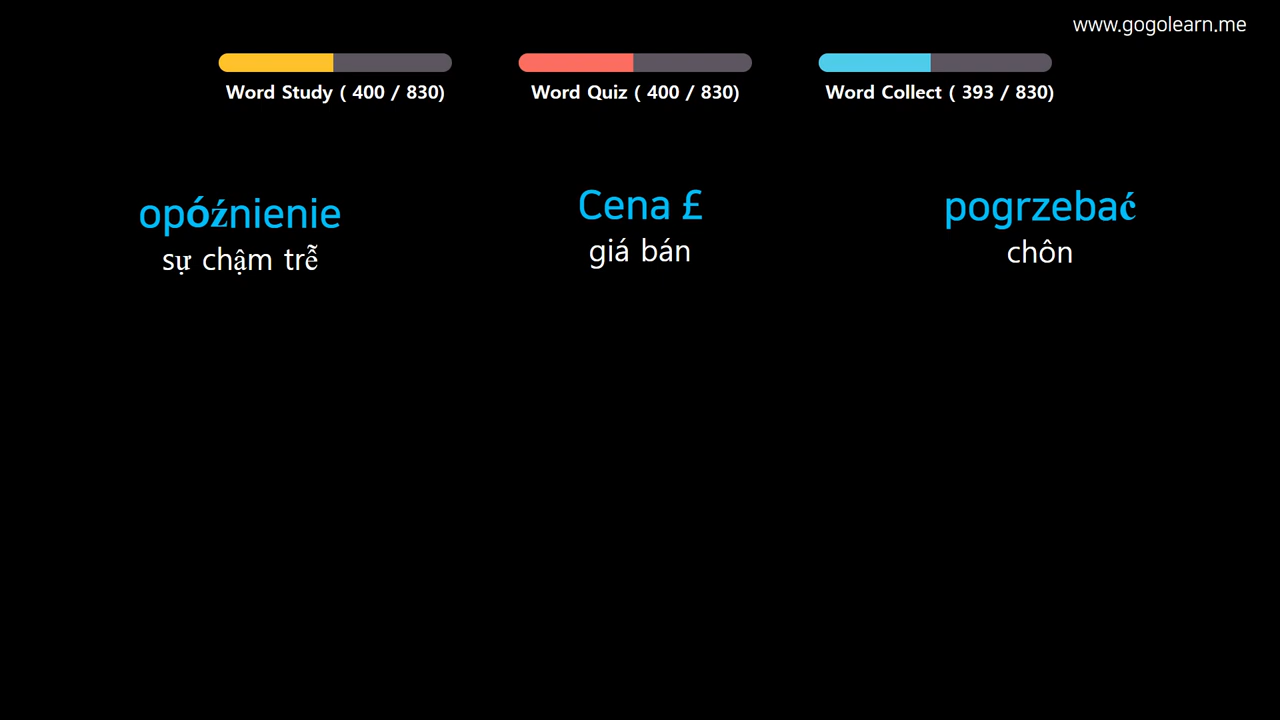 www.gogolearn.me
Word Study ( 400 / 830)
Word Quiz ( 400 / 830)
Word Collect ( 393 / 830)
opóźnienie
sự chậm trễ
Cena £
giá bán
pogrzebać
chôn